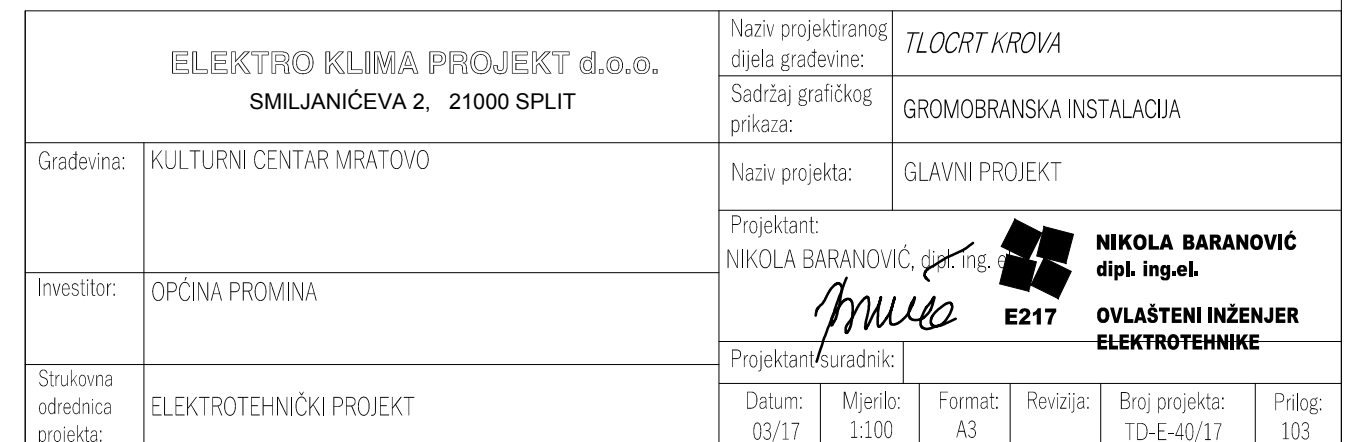 ELEKTRO KLIMA PROJEKT d.o.o.
SMILJANIĆEVA 2, 21000 SPLIT
Naziv projektiranog
dijela građevine:
TLOCRT KROVA
Sadržaj grafičkog
prikaza:
GROMOBRANSKA INSTALACIJA
Građevina:
KULTURNI CENTAR MRATOVO
Naziv projekta:
GLAVNI PROJEKT
Projektant:
NIKOLA BARANOVIĆ, dipl. ing. el
NIKOLA BARANOVIĆ
dipl. ing.el.
E217
OVLAŠTENI INŽENJER
ELEKTROTEHNIKE
Investitor:
OPĆINA PROMINA
Projektant suradnik:
Strukovna
odrednica
projekta:
ELEKTROTEHNIČKI PROJEKT
Datum:
03/17
Mjerilo:
1:100
Format:
A3
Revizija:
Broj projekta:
TD-E-40/17
Prilog:
103